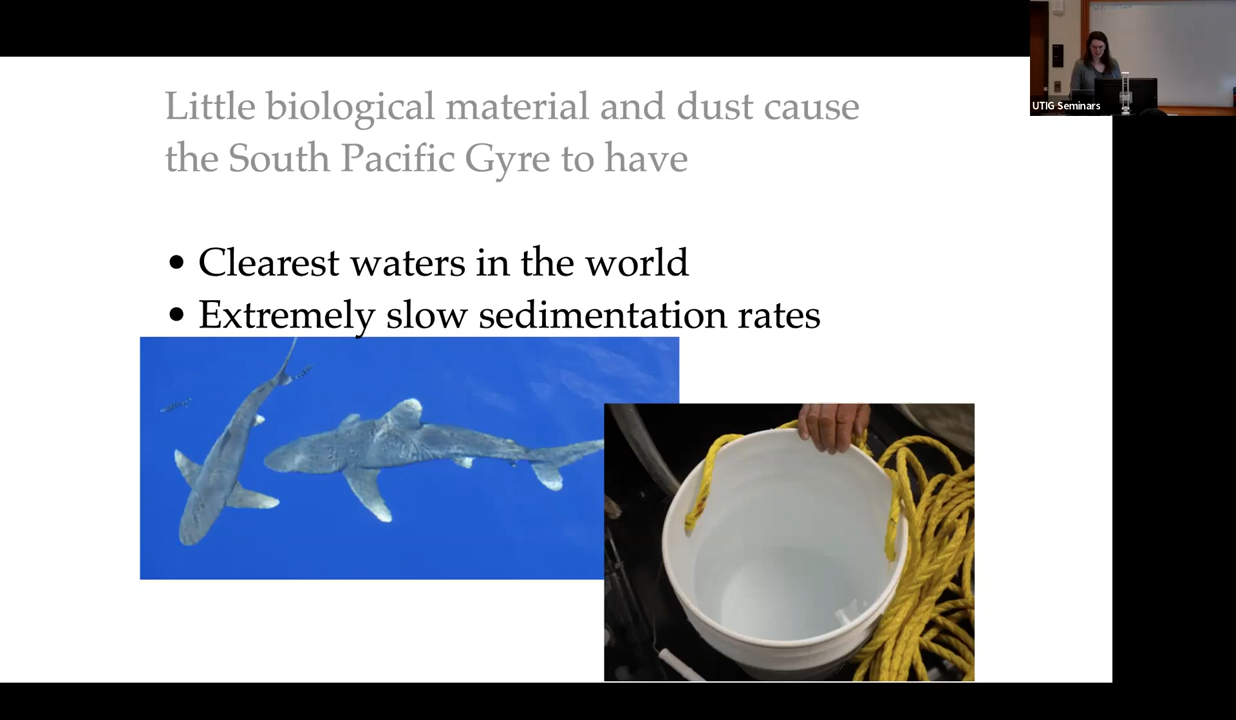 Little biological material and dust cause
the South Pacific Gyre to have
• Clearest waters in the world
• Extremely slow sedimentation rates
UTIG Seminars